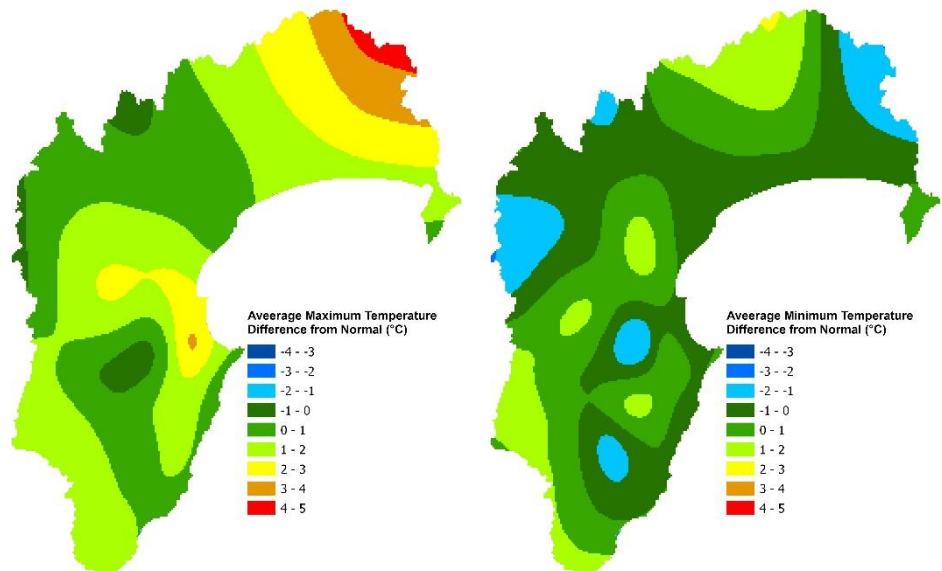 Aveerage Maximum Temperature
Difference from Normal (°C)
-4 - -3
-3 - -2
-2 - -1
-1 - 0
0 - 1
1 - 2
2 - 3
3 - 4
4 - 5
Aveerage Minimum Temperature
Difference from Normal (°C)
-4 - -3
-3 - -2
-2 - -1
-1 - 0
0 - 1
1 - 2
2 - 3
3 - 4
4 - 5